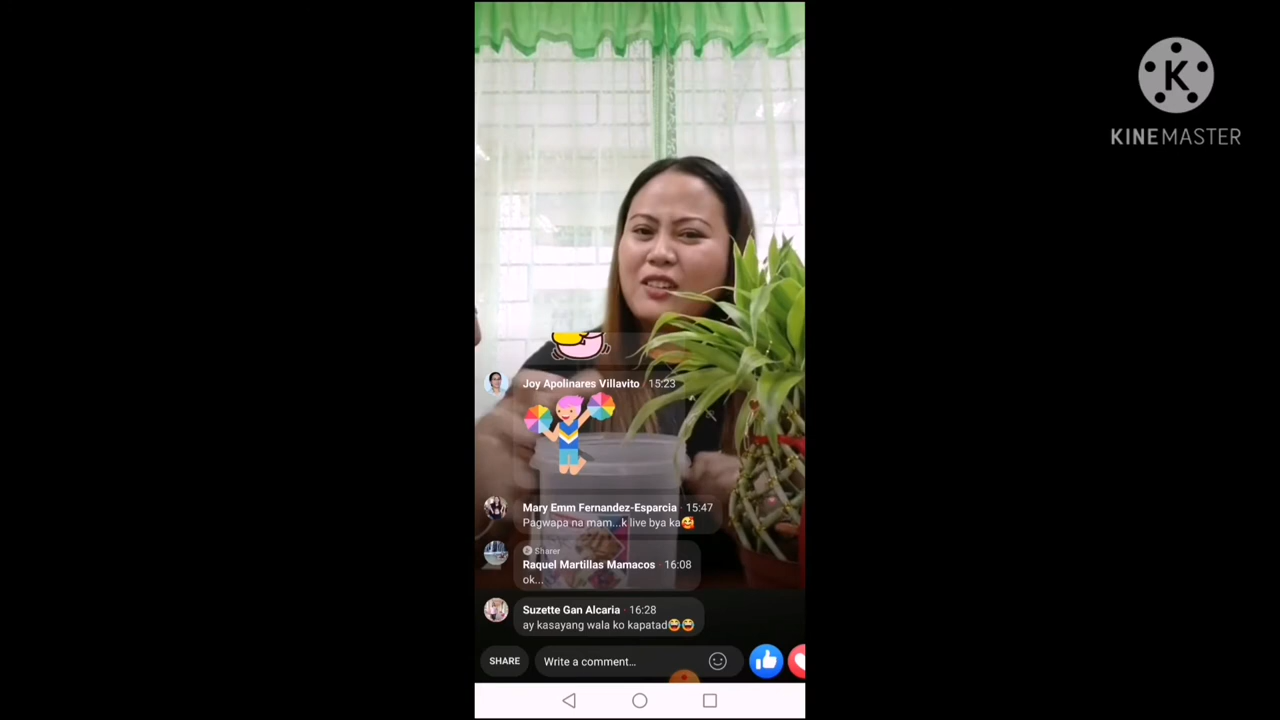 K
KINEMASTER
Joy Apolinares Villavito · 15:23
Mary Emm Fernandez-Esparcia · 15:47
Pagwapa na mam...k live bya ka🥰
Sharer
Raquel Martillas Mamacos · 16:08
ok...
Suzette Gan Alcaria · 16:28
ay kasayang wala ko kapatad😂😂
SHARE
Write a comment...